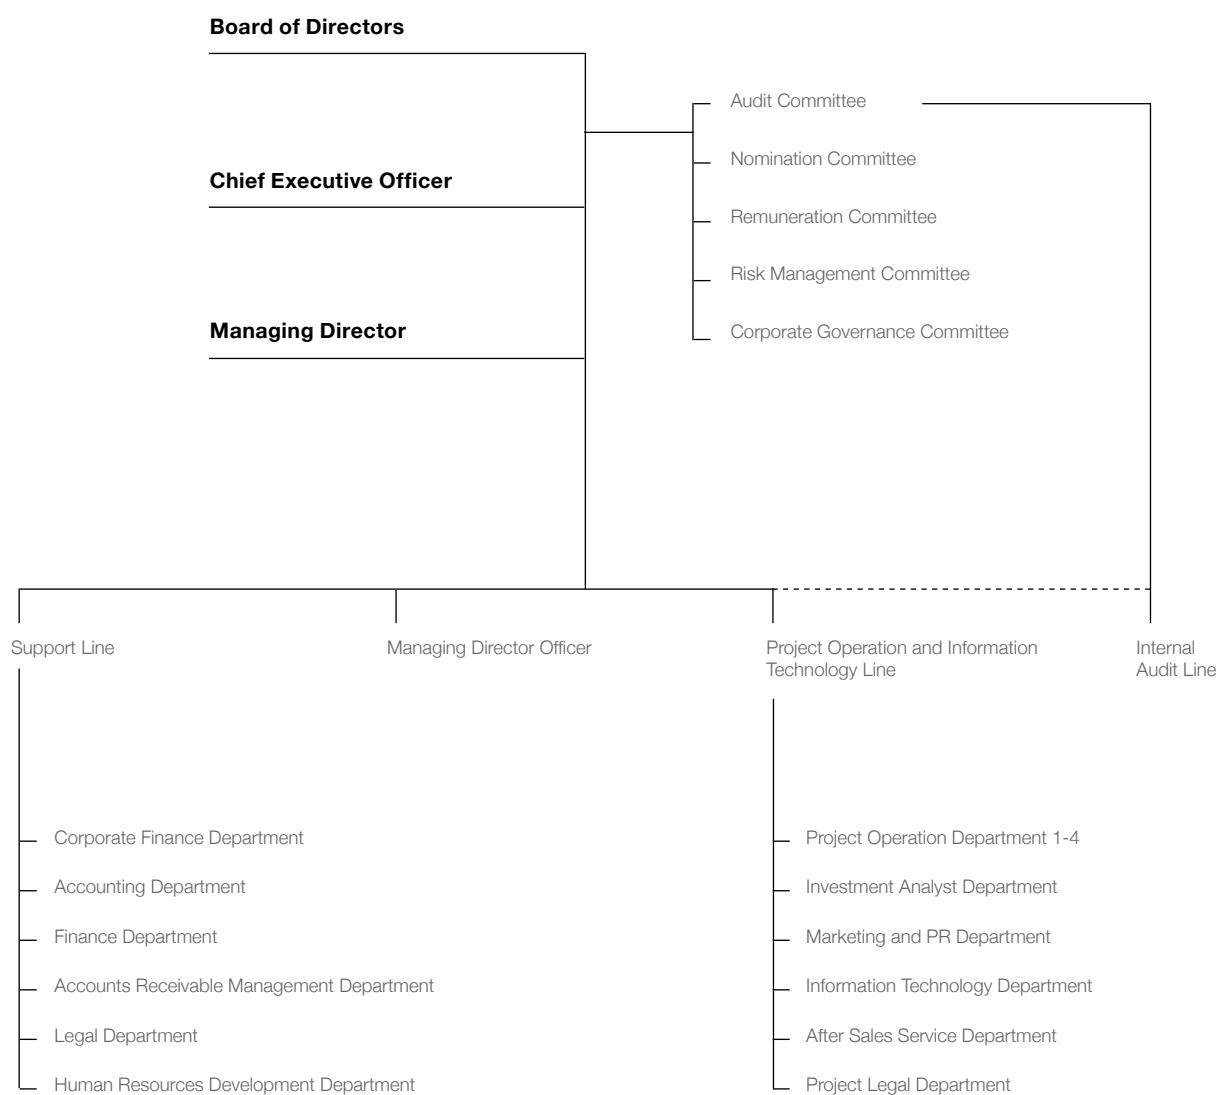 Board of Directors
Audit Committee
Nomination Committee
Chief Executive Officer
Remuneration Committee
Risk Management Committee
Managing Director
Corporate Governance Committee
Support Line
Managing Director Officer
Project Operation and Information
Technology Line
Internal
Audit Line
Corporate Finance Department
Accounting Department
Finance Department
Accounts Receivable Management Department
Legal Department
Human Resources Development Department
Project Operation Department 1-4
Investment Analyst Department
Marketing and PR Department
Information Technology Department
After Sales Service Department
Project Legal Department